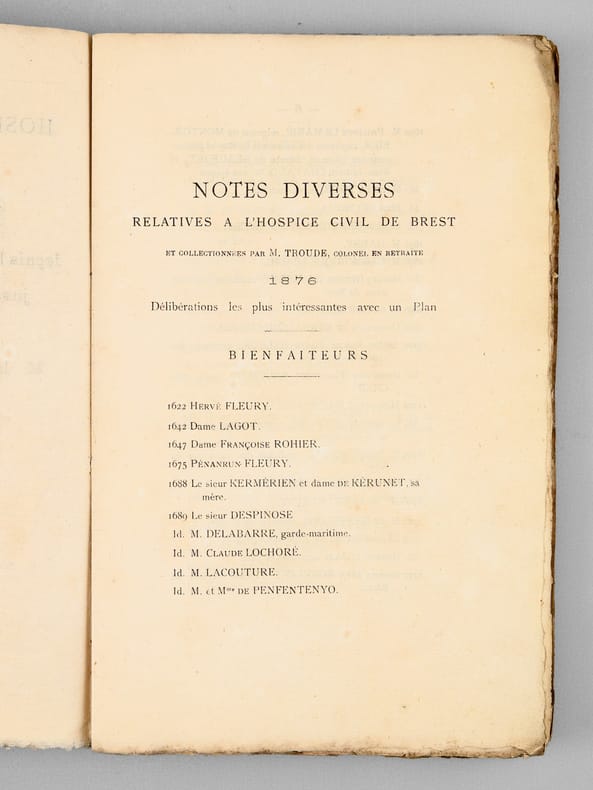 NOTES DIVERSES
RELATIVES A L'HOSPICE CIVIL DE BREST
ET COLLECTIONNÉES PAR M. TROUDE, COLONEL EN RETRAITE
1876
Délibérations les plus intéressantes avec un Plan
BIENFAITEURS
1622 HERVÉ FLEURY.
1642 Dame LAGOT.
1647 Dame FRANÇOISE ROHIER.
1675 PÉNANRUN-FLEURY.
1688 Le sieur KERMÉRIEN et dame DE KÉRUNET, sa
mère.
1689 Le sieur DESPINOSE
Id. M. DELABARRE, garde-maritime.
Id. M. CLAUDE LOCHORÉ.
Id. M. LACOUTURE.
Id. M. et Mme DE PENFENTENYO.